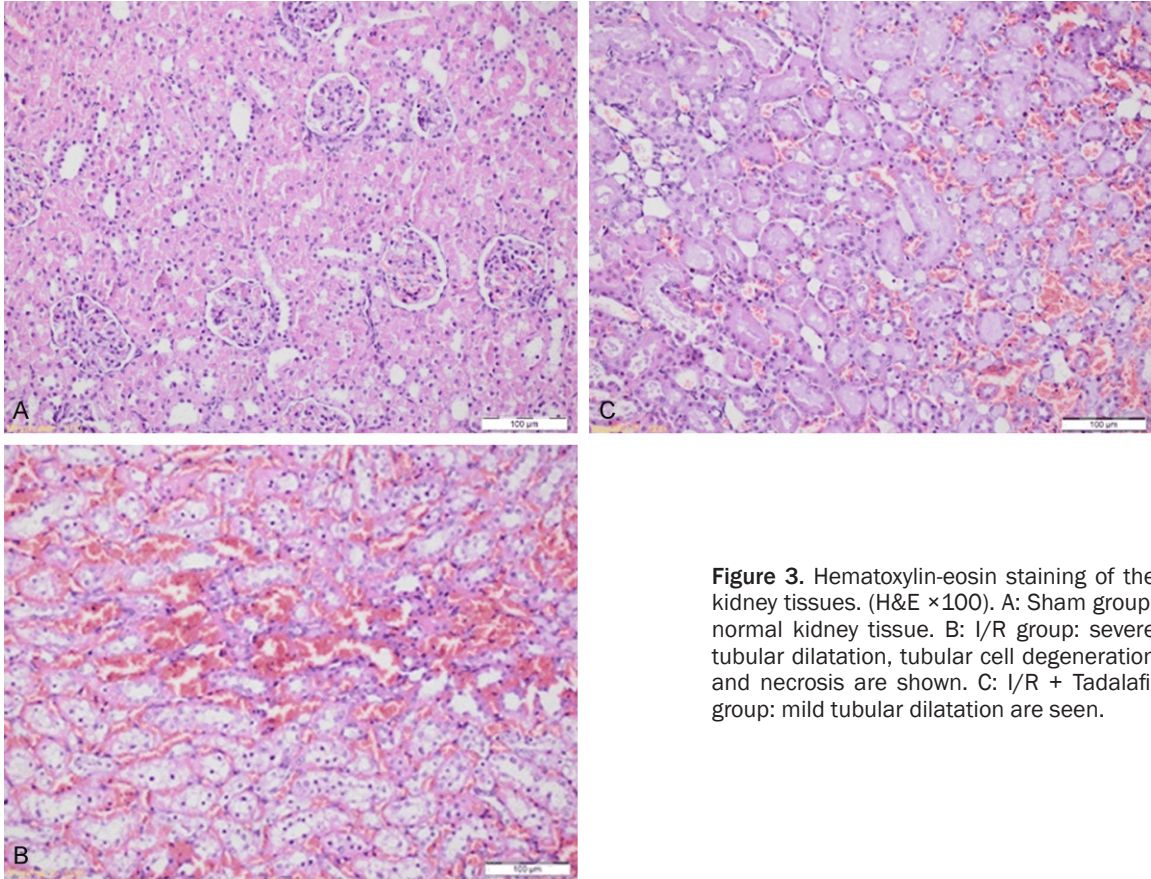 A
100 µm
C
100 µm
B
100 µm
Figure 3. Hematoxylin-eosin staining of the
kidney tissues. (H&E ×100). A: Sham group
normal kidney tissue. B: I/R group: severe
tubular dilatation, tubular cell degeneration
and necrosis are shown. C: I/R + Tadalafi
group: mild tubular dilatation are seen.